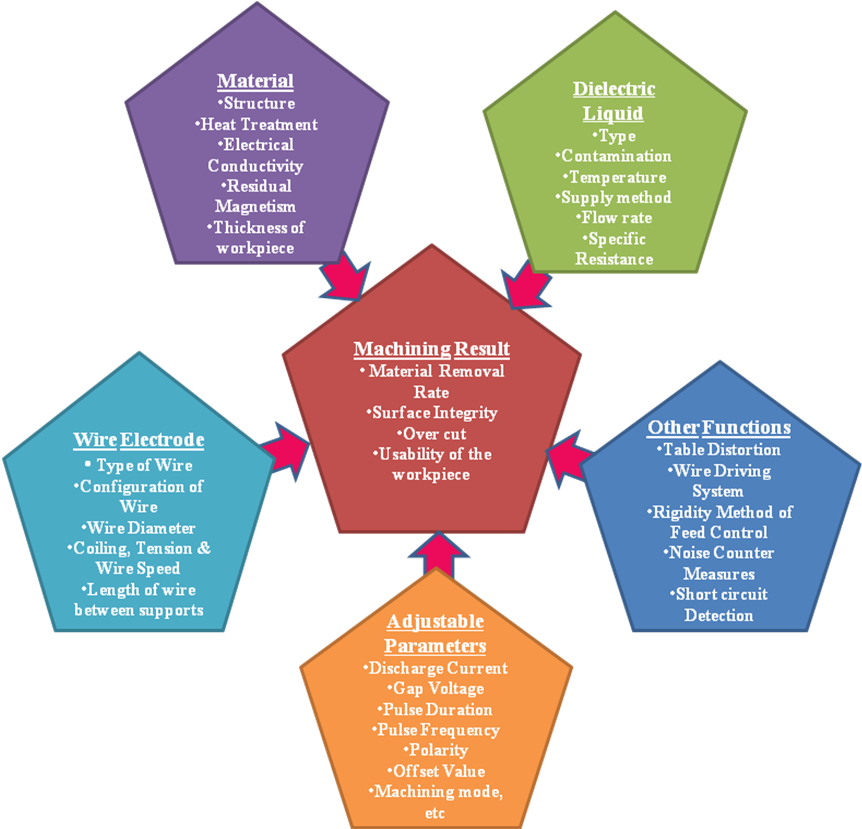 Material
•Structure
•Heat Treatment
•Electrical
Conductivity
•Residual
Magnetism
•Thickness of
workpiece
Dielectric
Liquid
•Type
•Contamination
•Temperature
•Supply method
•Flow rate
•Specific
Resistance
Machining Result
• Material Removal
Rate
•Surface Integrity
•Over cut
•Usability of the
workpiece
Wire Electrode
• Type of Wire
•Configuration of
Wire
•Wire Diameter
•Coiling, Tension &
Wire Speed
•Length of wire
between supports
Other Functions
•Table Distortion
•Wire Driving
System
•Rigidity Method of
Feed Control
•Noise Counter
Measures
•Short circuit
Detection
Adjustable
Parameters
•Discharge Current
•Gap Voltage
•Pulse Duration
•Pulse Frequency
•Polarity
•Offset Value
•Machining mode,
etc